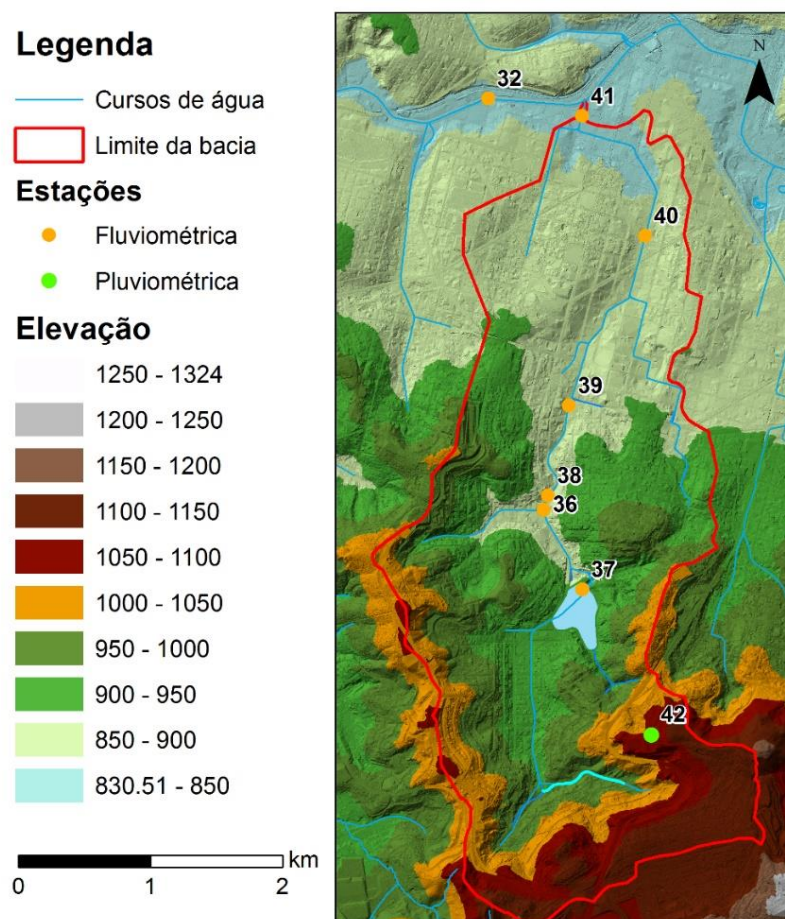 Legenda
Cursos de água
Limite da bacia
Estações
Fluviométrica
Pluviométrica
Elevação
1250 - 1324
1200 - 1250
1150 - 1200
1100 - 1150
1050 - 1100
1000 - 1050
950 - 1000
900 - 950
850 - 900
830.51 - 850
km
0 1 2
N
32
41
40
39
38
36
37
42